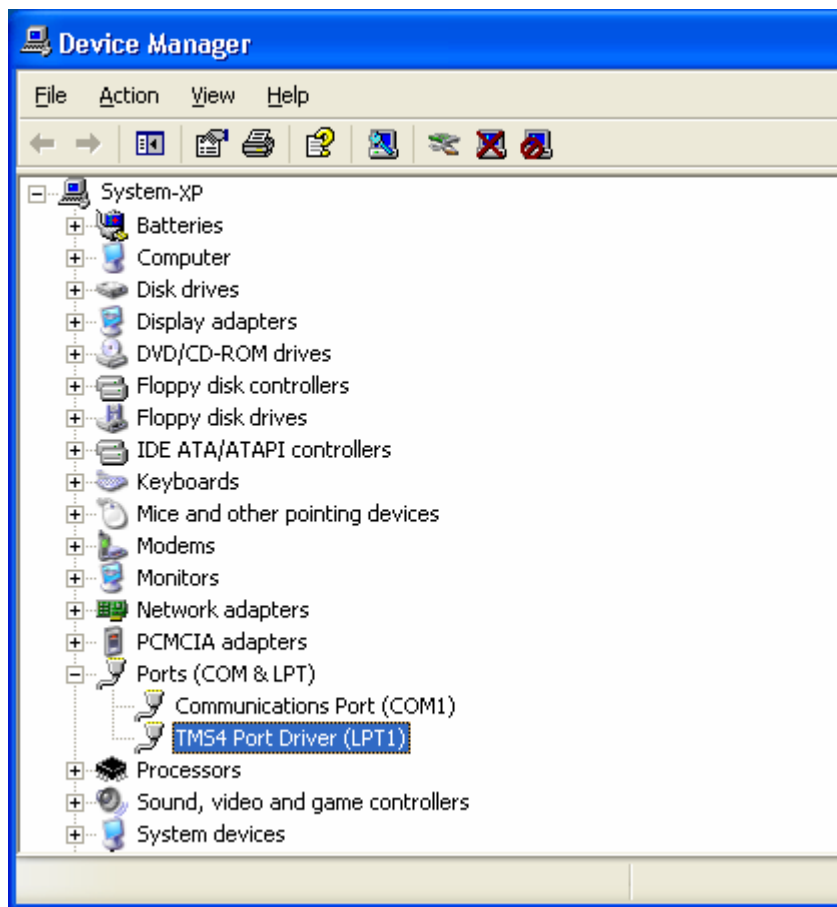 Device Manager
File Action View Help
System-XP
Batteries
Computer
Disk drives
Display adapters
DVD/CD-ROM drives
Floppy disk controllers
Floppy disk drives
IDE ATA/ATAPI controllers
Keyboards
Mice and other pointing devices
Modems
Monitors
Network adapters
PCMCIA adapters
Ports (COM & LPT)
Communications Port (COM1)
TMS4 Port Driver (LPT1)
Processors
Sound, video and game controllers
System devices